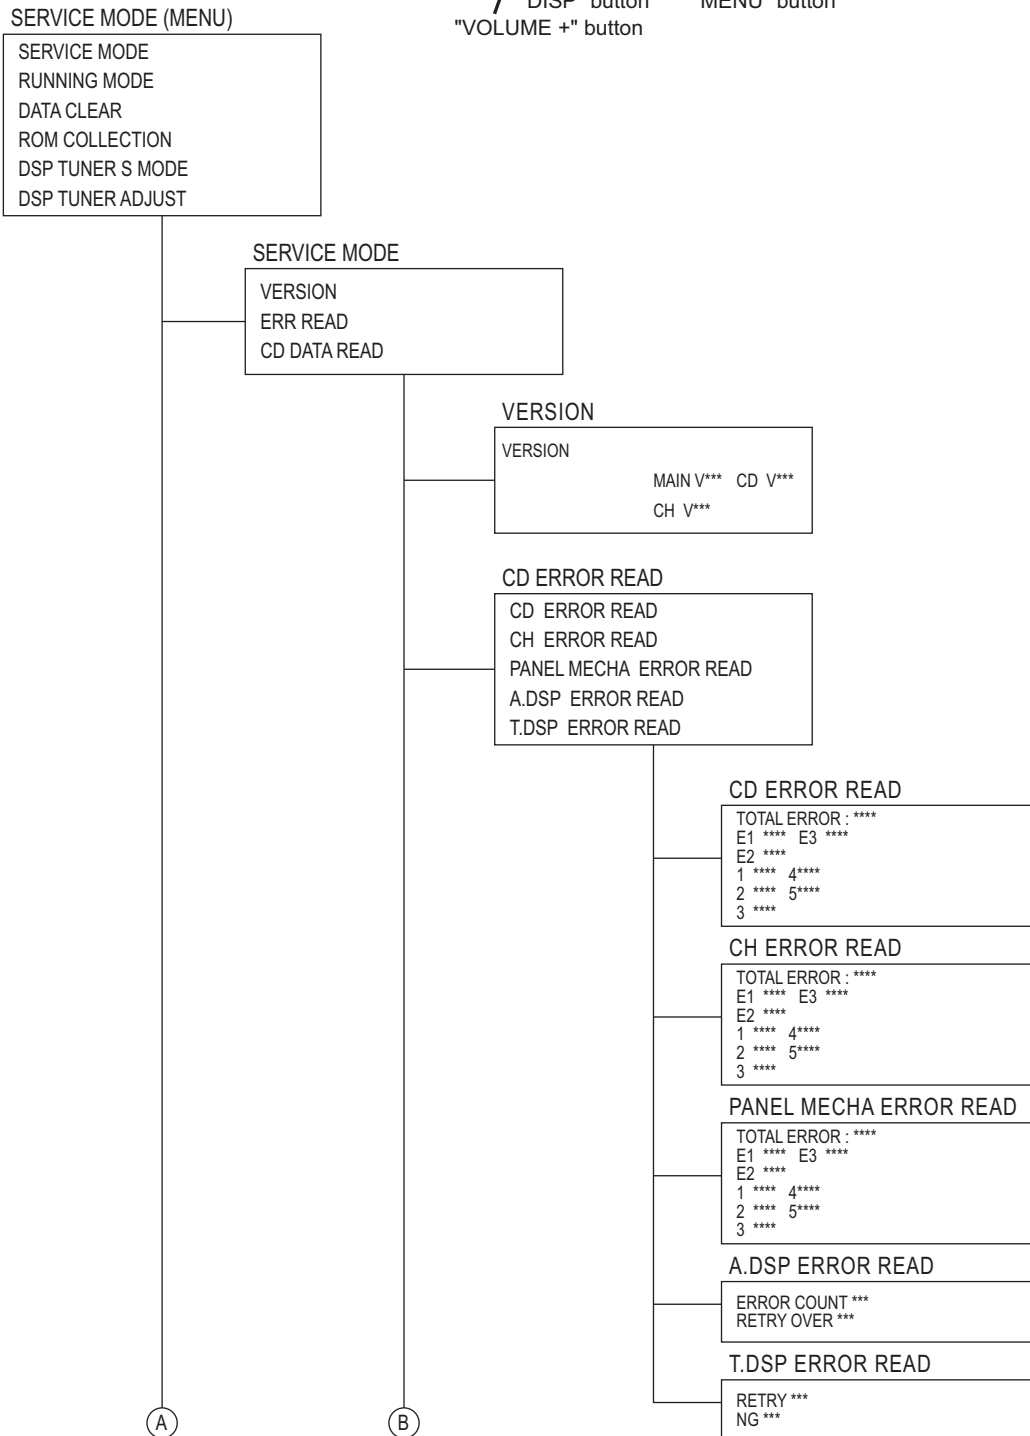 "DISP" button "MENU" button
"VOLUME +" button
SERVICE MODE (MENU)
SERVICE MODE
RUNNING MODE
DATA CLEAR
ROM COLLECTION
DSP TUNER S MODE
DSP TUNER ADJUST
SERVICE MODE
VERSION
ERR READ
CD DATA READ
VERSION
VERSION
MAIN V*** CD V***
CH V***
CD ERROR READ
CD ERROR READ
CH ERROR READ
PANEL MECHA ERROR READ
A.DSP ERROR READ
T.DSP ERROR READ
CD ERROR READ
TOTAL ERROR : ****
E1 **** E3 ****
E2 ****
1 **** 4****
2 **** 5****
3 ****
CH ERROR READ
TOTAL ERROR : ****
E1 **** E3 ****
E2 ****
1 **** 4****
2 **** 5****
3 ****
PANEL MECHA ERROR READ
TOTAL ERROR : ****
E1 **** E3 ****
E2 ****
1 **** 4****
2 **** 5****
3 ****
A.DSP ERROR READ
ERROR COUNT ***
RETRY OVER ***
T.DSP ERROR READ
RETRY ***
NG ***
A
B